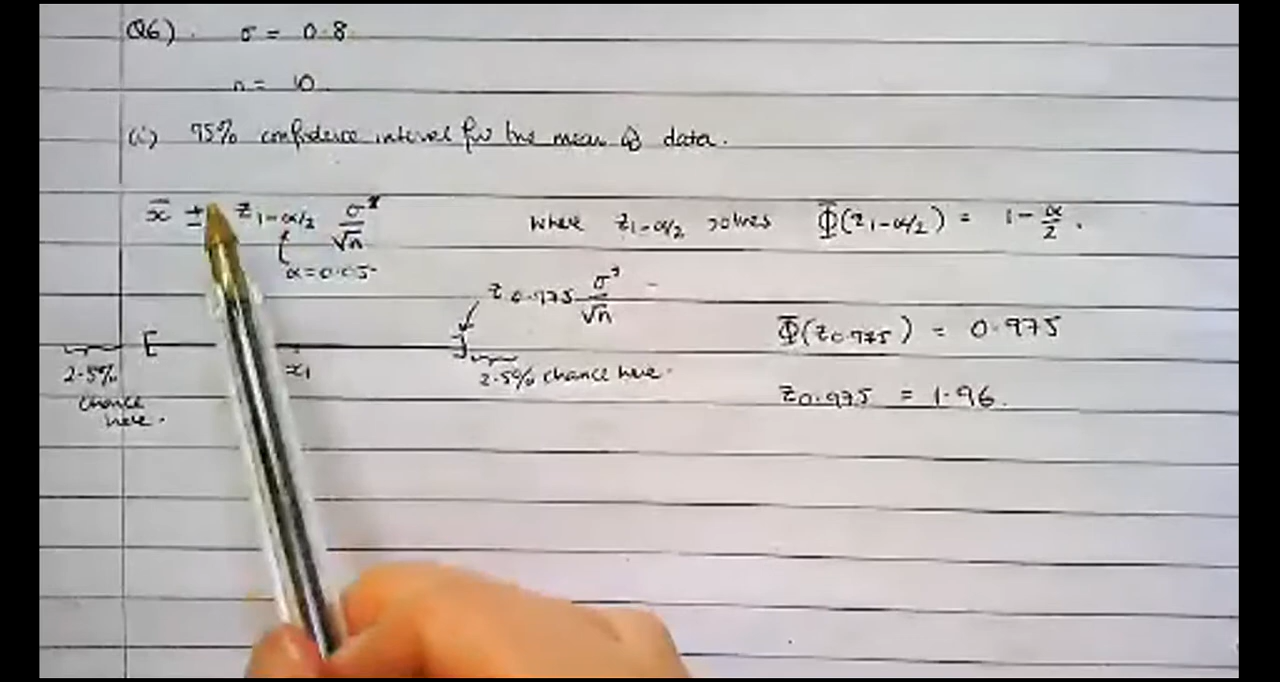 Q6). σ = 0.8
n = 10
(i) 95% confidence interval for the mean of data.
x̄ ± z1-α/2 σ/√n where z1-α/2 solves Φ(z1-α/2) = 1 - α/2.
α = 0.05
z0.975 σ/√n
Φ(z0.975) = 0.975
[ x1 ]
2.5% chance here.
2.5% chance here.
z0.975 = 1.96.